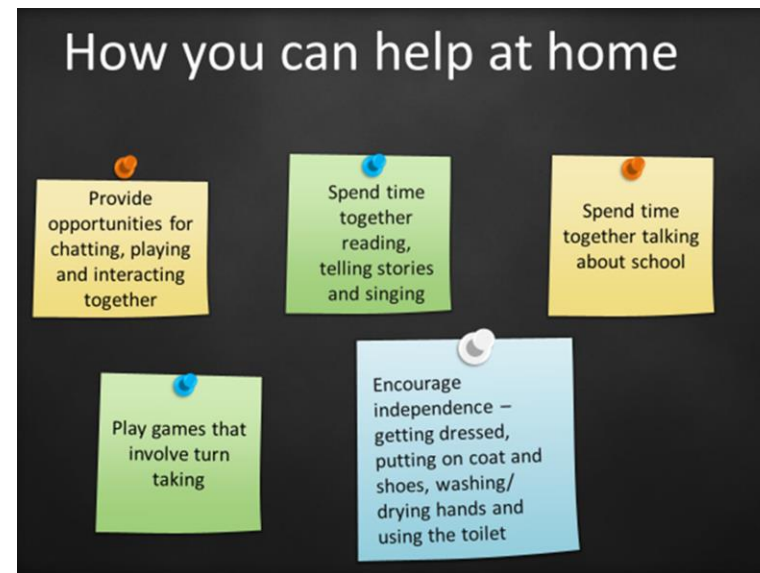 How you can help at home
Provide
opportunities for
chatting, playing
and interacting
together
Spend time
together
reading,
telling stories
and singing
Spend time
together talking
about school
Play games that
involve turn
taking
Encourage
independence –
getting dressed,
putting on coat and
shoes, washing/
drying hands and
using the toilet